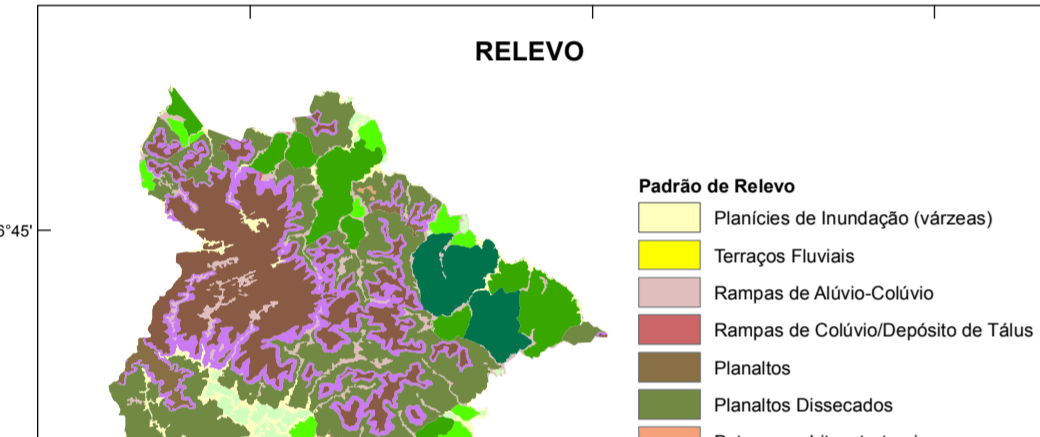 RELEVO
Padrão de Relevo
Planícies de Inundação (várzeas)
6°45'
Terraços Fluviais
Rampas de Alúvio-Colúvio
Rampas de Colúvio/Depósito de Tálus
Planaltos
Planaltos Dissecados